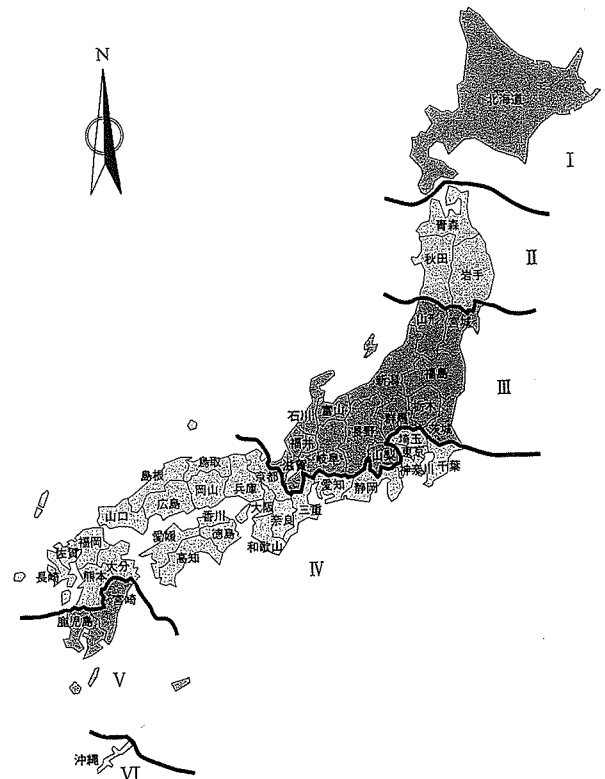 N
北海道
I
青森
秋田
岩手
II
山形
宮城
福島
新潟
III
石川
富山
群馬
栃木
茨城
福井
長野
埼玉
東京
滋賀
岐阜
山梨
神奈川
千葉
京都
愛知
静岡
島根
鳥取
岡山
兵庫
大阪
三重
広島
奈良
山口
香川
徳島
愛媛
高知
和歌山
IV
福岡
佐賀
長崎
熊本
大分
宮崎
鹿児島
V
沖縄
VI